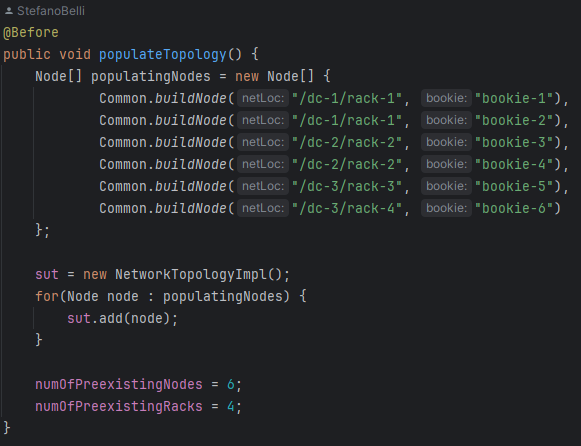 StefanoBelli
@Before
public void populateTopology() {
    Node[] populatingNodes = new Node[] {
            Common.buildNode( netLoc: "/dc-1/rack-1", bookie: "bookie-1"),
            Common.buildNode( netLoc: "/dc-1/rack-1", bookie: "bookie-2"),
            Common.buildNode( netLoc: "/dc-2/rack-2", bookie: "bookie-3"),
            Common.buildNode( netLoc: "/dc-2/rack-2", bookie: "bookie-4"),
            Common.buildNode( netLoc: "/dc-3/rack-3", bookie: "bookie-5"),
            Common.buildNode( netLoc: "/dc-3/rack-4", bookie: "bookie-6")
    };
    sut = new NetworkTopologyImpl();
    for(Node node : populatingNodes) {
        sut.add(node);
    }
    numOfPreexistingNodes = 6;
    numOfPreexistingRacks = 4;
}